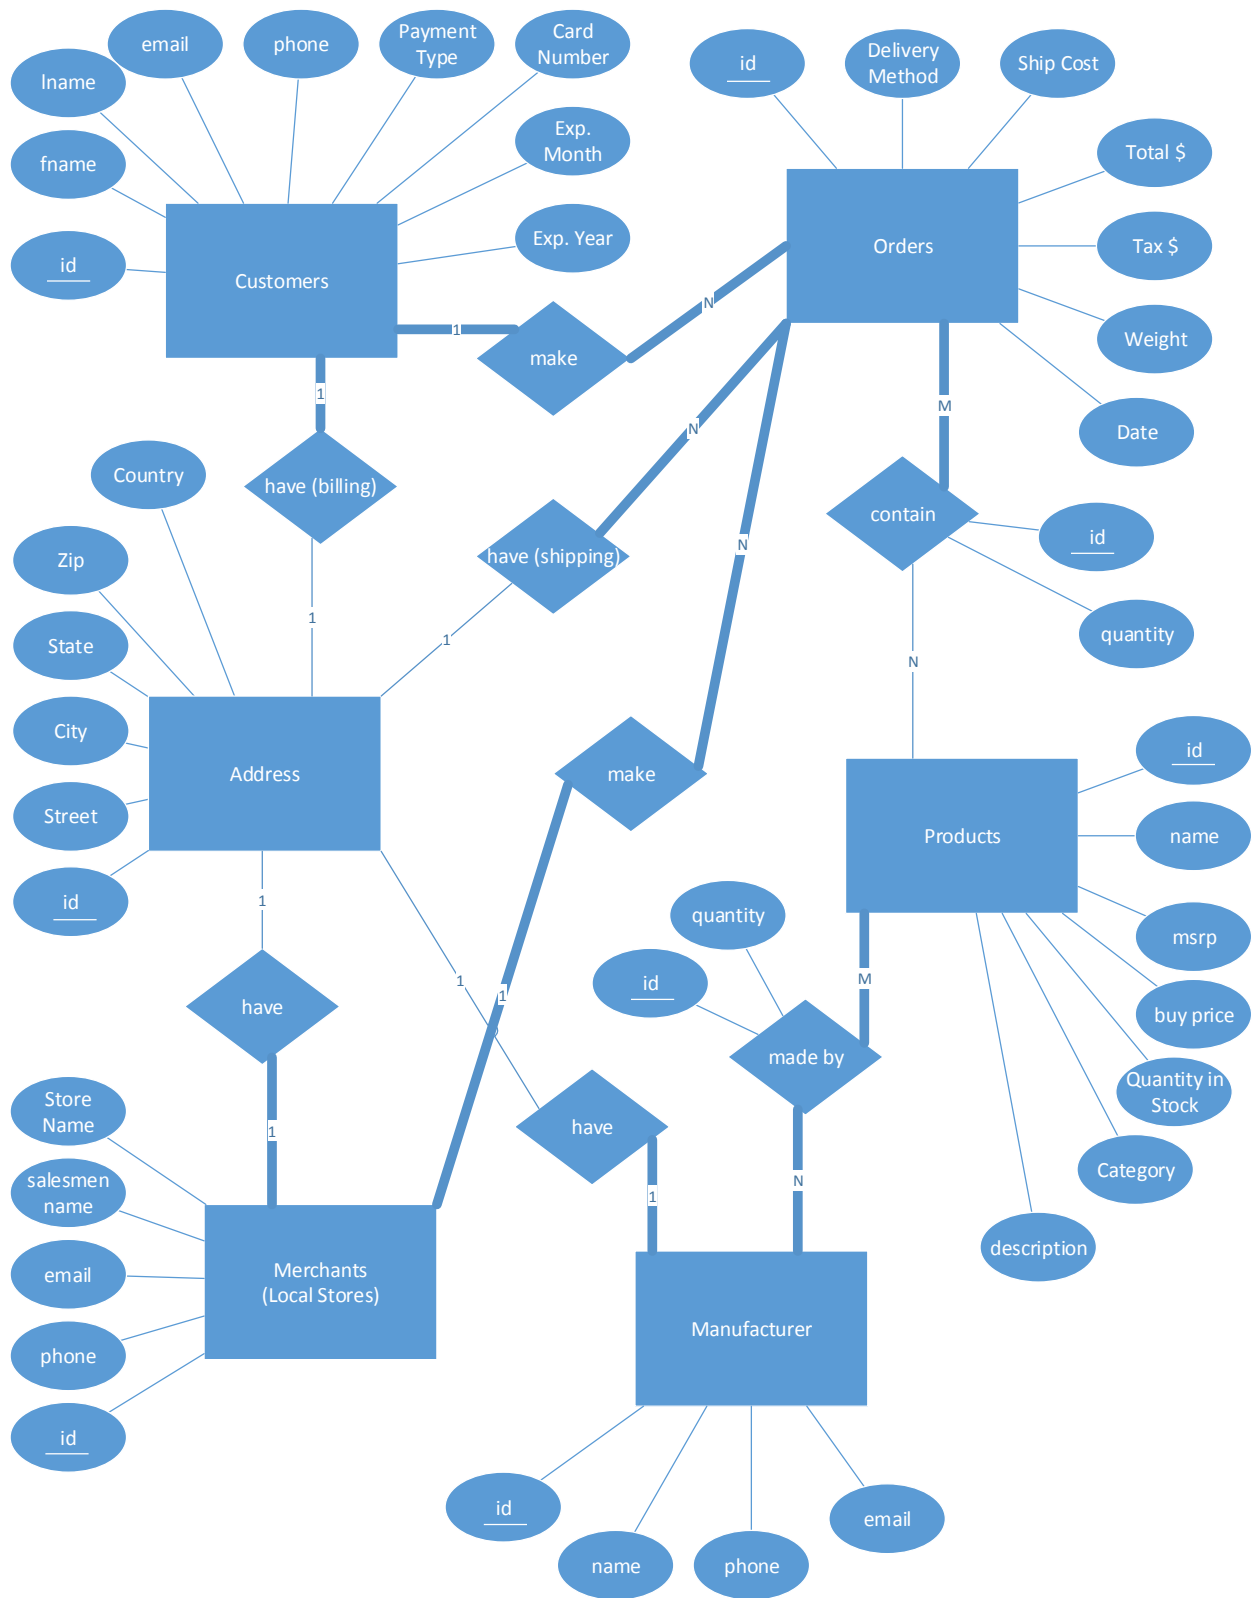 email
phone
Payment
Type
Card
Number
lname
fname
id
Exp.
Month
Exp. Year
Customers
id
Delivery
Method
Ship Cost
Total $
Tax $
Weight
Date
Orders
1
make
N
1
have (billing)
1
N
have (shipping)
1
N
M
contain
id
quantity
N
Country
Zip
State
City
Street
id
Address
make
1
1
have
1
1
have
1
Products
id
name
msrp
buy price
Quantity in
Stock
Category
description
quantity
id
M
made by
N
Store
Name
salesmen
name
email
phone
id
Merchants
(Local Stores)
Manufacturer
id
name
phone
email